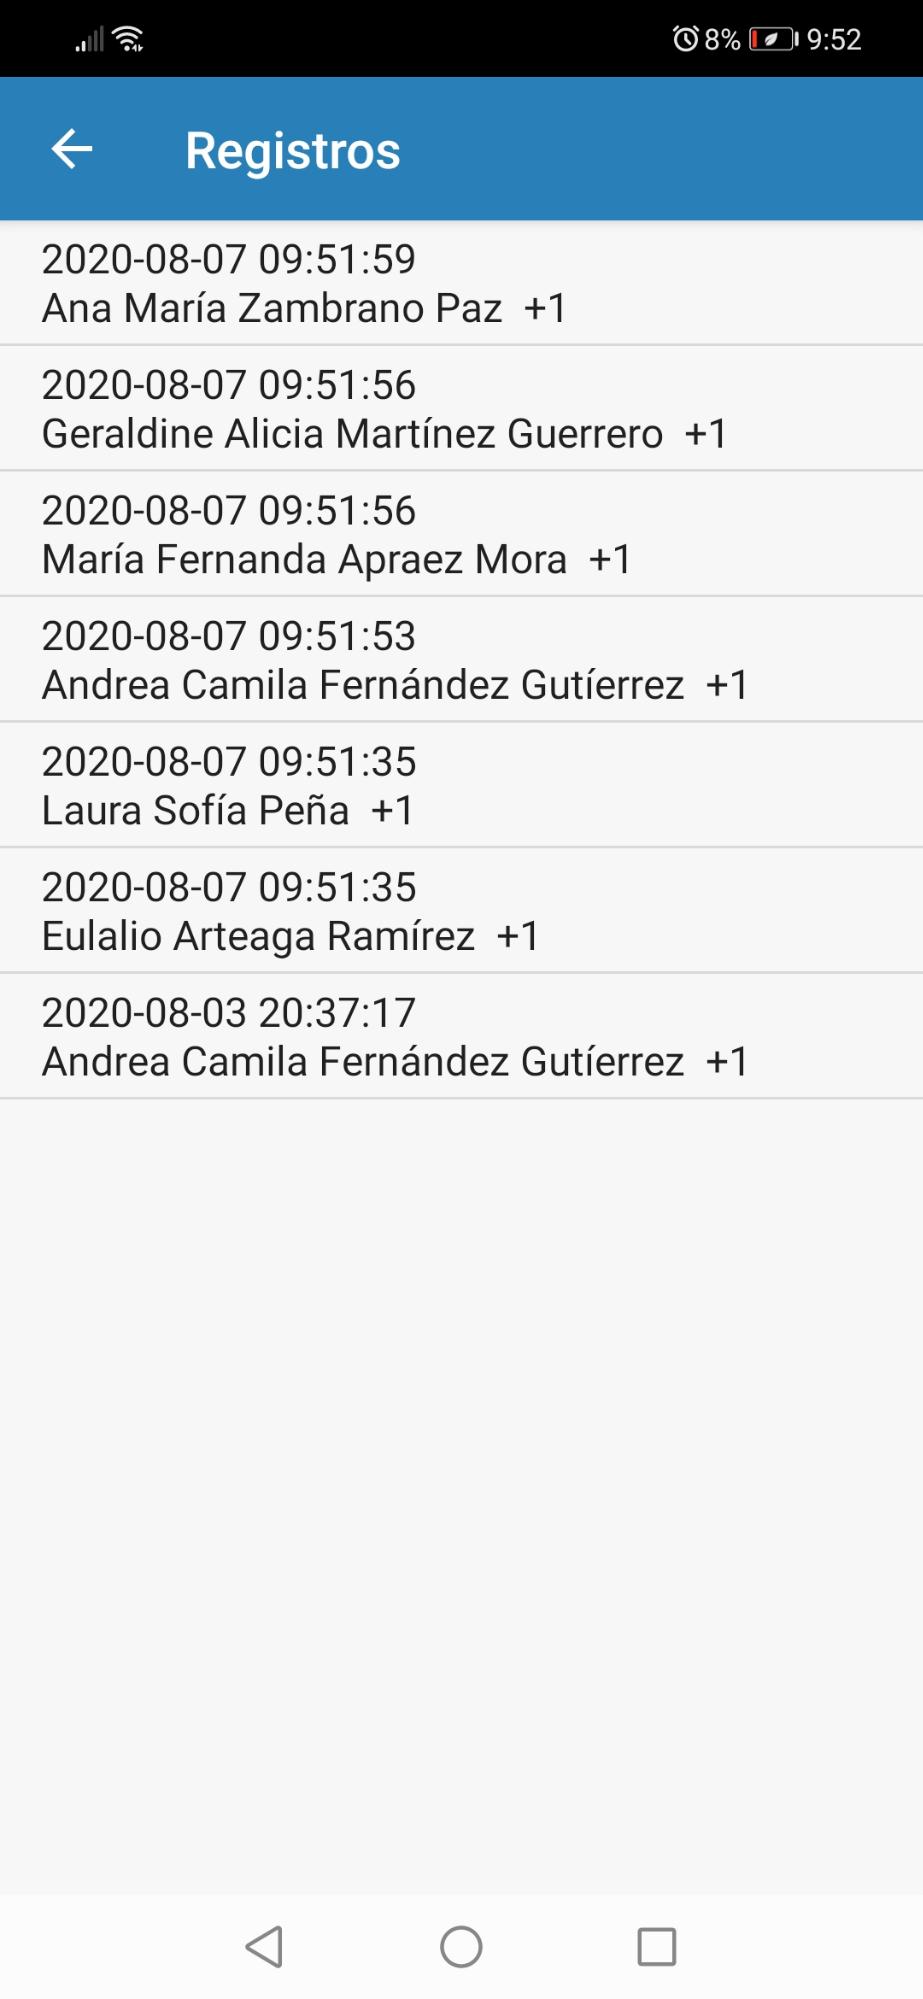 8% 9:52
Registros
2020-08-07 09:51:59
Ana María Zambrano Paz +1
2020-08-07 09:51:56
Geraldine Alicia Martínez Guerrero +1
2020-08-07 09:51:56
María Fernanda Apraez Mora +1
2020-08-07 09:51:53
Andrea Camila Fernández Gutíerrez +1
2020-08-07 09:51:35
Laura Sofía Peña +1
2020-08-07 09:51:35
Eulalio Arteaga Ramírez +1
2020-08-03 20:37:17
Andrea Camila Fernández Gutíerrez +1